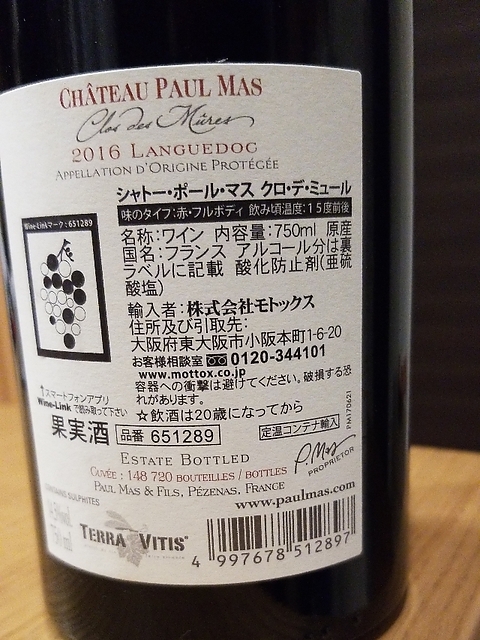 CHÂTEAU PAUL MAS
Clos des Mûres
2016 LANGUEDOC
APPELLATION D'ORIGINE PROTÉGÉE
シャトー・ポール・マス クロ・デ・ミュール
味のタイプ:赤・フルボディ 飲み頃温度:15度前後
Wine-Linkマーク:651289
名称:ワイン 内容量:750ml 原産
国名:フランス アルコール分は裏
ラベルに記載 酸化防止剤(亜硫
酸塩)
輸入者:株式会社モトックス
住所及び引取先:
大阪府東大阪市小阪本町1-6-20
お客様相談室 0120-344101
www.mottox.co.jp
容器への衝撃は避けてください。破損する恐
れがあります。
↑スマートフォンアプリ
Wine-Linkで読み取って下さい
☆飲酒は20歳になってから
果実酒 品番 651289
定温コンテナ輸入
PM170621
ESTATE BOTTLED
CUVÉE : 148 720 BOUTEILLES / BOTTLES
PAUL MAS & FILS, PÉZENAS, FRANCE
P. Mas
PROPRIETOR
www.paulmas.com
CONTAINS SULPHITES
TERRA VITIS
4 997678 512897